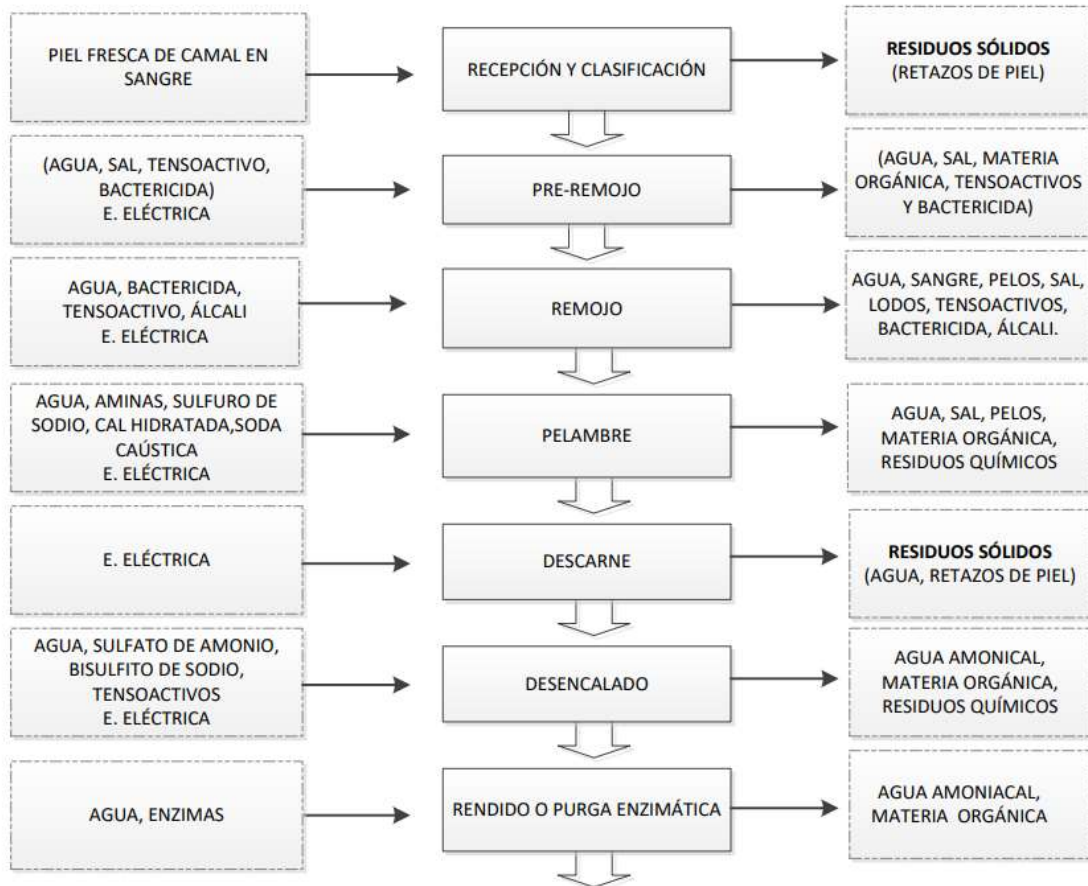 PIEL FRESCA DE CAMAL EN
SANGRE
RECEPCIÓN Y CLASIFICACIÓN
RESIDUOS SÓLIDOS
(RETAZOS DE PIEL)
(AGUA, SAL, TENSOACTIVO,
BACTERICIDA)
E. ELÉCTRICA
PRE-REMOJO
(AGUA, SAL, MATERIA
ORGÁNICA, TENSOACTIVOS
Y BACTERICIDA)
AGUA, BACTERICIDA,
TENSOACTIVO, ÁLCALI
E. ELÉCTRICA
REMOJO
AGUA, SANGRE, PELOS, SAL,
LODOS, TENSOACTIVOS,
BACTERICIDA, ÁLCALI.
AGUA, AMINAS, SULFURO DE
SODIO, CAL HIDRATADA,SODA
CAÚSTICA
E. ELÉCTRICA
PELAMBRE
AGUA, SAL, PELOS,
MATERIA ORGÁNICA,
RESIDUOS QUÍMICOS
E. ELÉCTRICA
DESCARNE
RESIDUOS SÓLIDOS
(AGUA, RETAZOS DE PIEL)
AGUA, SULFATO DE AMONIO,
BISULFITO DE SODIO,
TENSOACTIVOS
E. ELÉCTRICA
DESENCALADO
AGUA AMONICAL,
MATERIA ORGÁNICA,
RESIDUOS QUÍMICOS
AGUA, ENZIMAS
RENDIDO O PURGA ENZIMÁTICA
AGUA AMONIACAL,
MATERIA ORGÁNICA